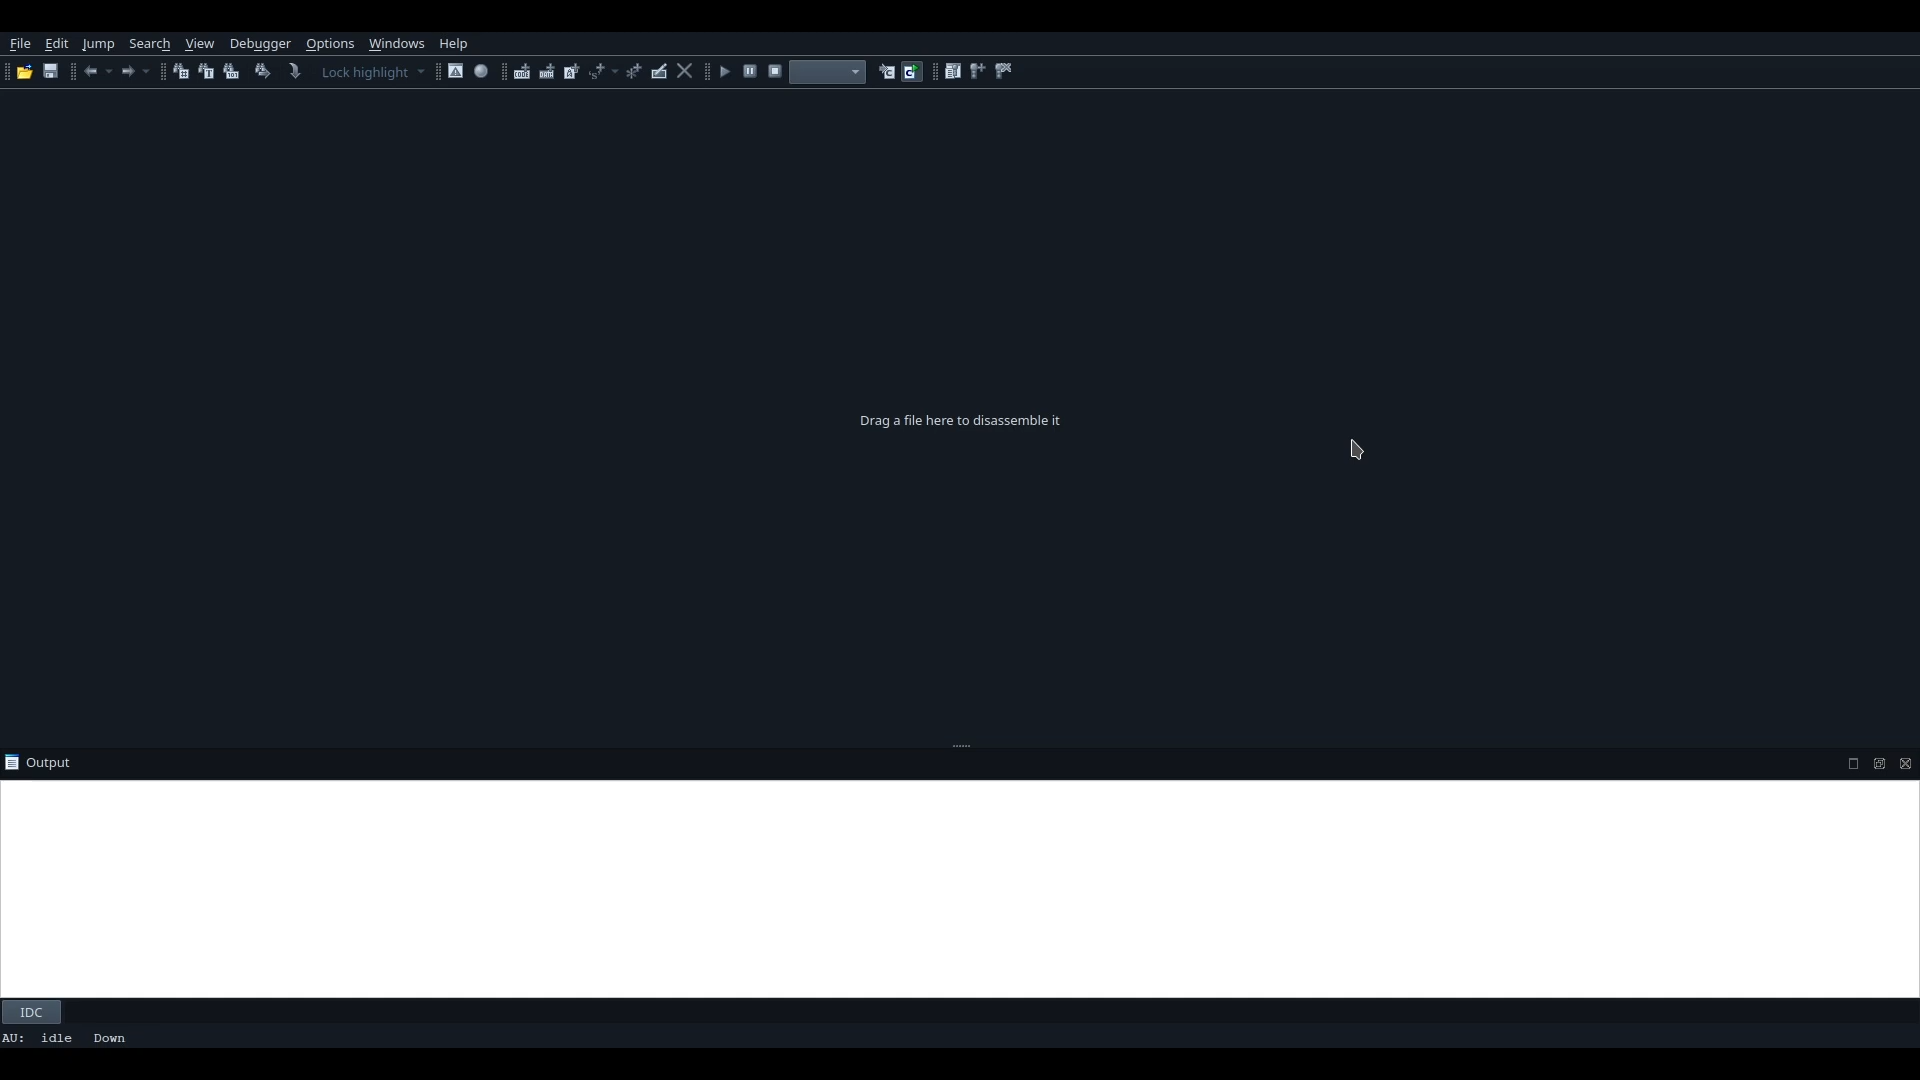 File Edit Jump Search View Debugger Options Windows Help
Lock highlight
Drag a file here to disassemble it
Output
IDC
AU: idle Down